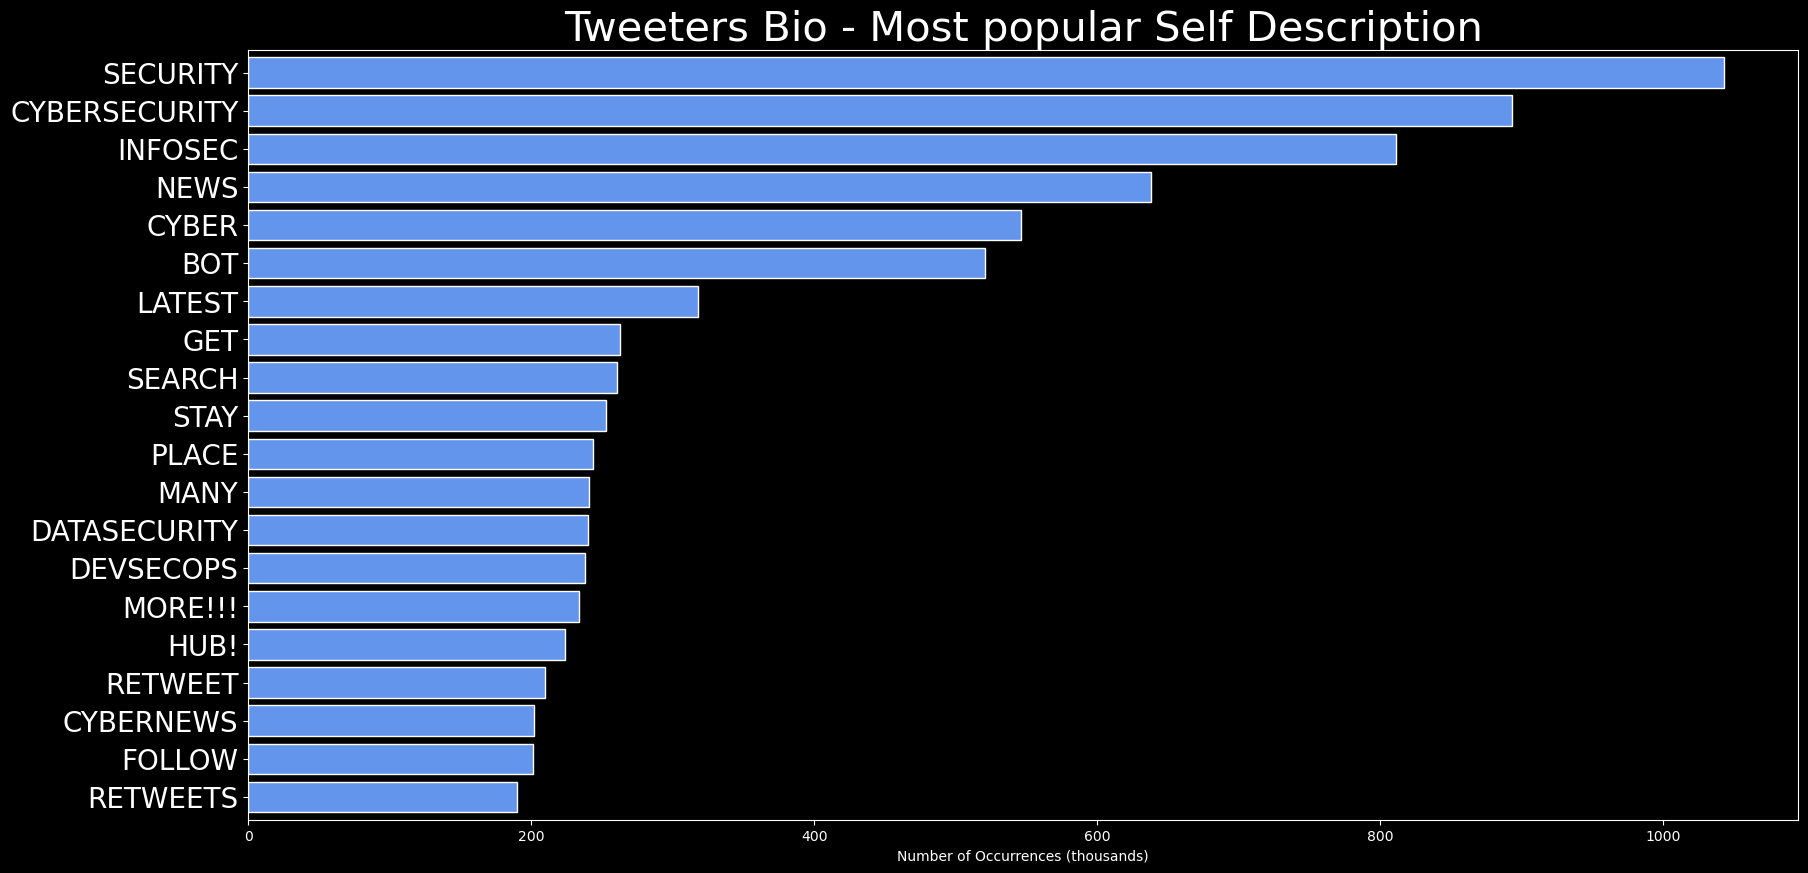 Tweeters Bio - Most popular Self Description
SECURITY
CYBERSECURITY
INFOSEC
NEWS
CYBER
BOT
LATEST
GET
SEARCH
STAY
PLACE
MANY
DATASECURITY
DEVSECOPS
MORE!!!
HUB!
RETWEET
CYBERNEWS
FOLLOW
RETWEETS
0 200 400 600 800 1000
Number of Occurrences (thousands)